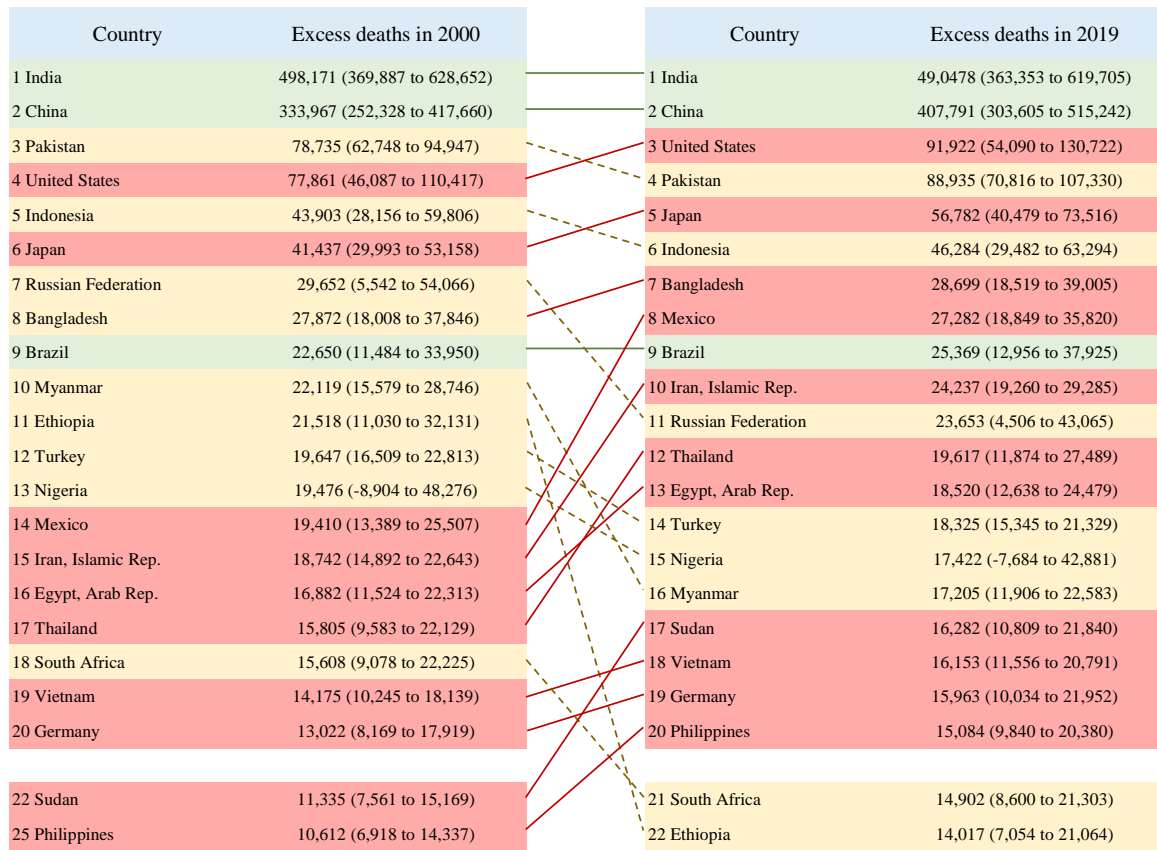 Country Excess deaths in 2000 Country Excess deaths in 2019
1 India 498,171 (369,887 to 628,652) 1 India 49,0478 (363,353 to 619,705)
2 China 333,967 (252,328 to 417,660) 2 China 407,791 (303,605 to 515,242)
3 Pakistan 78,735 (62,748 to 94,947) 3 United States 91,922 (54,090 to 130,722)
4 United States 77,861 (46,087 to 110,417) 4 Pakistan 88,935 (70,816 to 107,330)
5 Indonesia 43,903 (28,156 to 59,806) 5 Japan 56,782 (40,479 to 73,516)
6 Japan 41,437 (29,993 to 53,158) 6 Indonesia 46,284 (29,482 to 63,294)
7 Russian Federation 29,652 (5,542 to 54,066) 7 Bangladesh 28,699 (18,519 to 39,005)
8 Bangladesh 27,872 (18,008 to 37,846) 8 Mexico 27,282 (18,849 to 35,820)
9 Brazil 22,650 (11,484 to 33,950) 9 Brazil 25,369 (12,956 to 37,925)
10 Myanmar 22,119 (15,579 to 28,746) 10 Iran, Islamic Rep. 24,237 (19,260 to 29,285)
11 Ethiopia 21,518 (11,030 to 32,131) 11 Russian Federation 23,653 (4,506 to 43,065)
12 Turkey 19,647 (16,509 to 22,813) 12 Thailand 19,617 (11,874 to 27,489)
13 Nigeria 19,476 (-8,904 to 48,276) 13 Egypt, Arab Rep. 18,520 (12,638 to 24,479)
14 Mexico 19,410 (13,389 to 25,507) 14 Turkey 18,325 (15,345 to 21,329)
15 Iran, Islamic Rep. 18,742 (14,892 to 22,643) 15 Nigeria 17,422 (-7,684 to 42,881)
16 Egypt, Arab Rep. 16,882 (11,524 to 22,313) 16 Myanmar 17,205 (11,906 to 22,583)
17 Thailand 15,805 (9,583 to 22,129) 17 Sudan 16,282 (10,809 to 21,840)
18 South Africa 15,608 (9,078 to 22,225) 18 Vietnam 16,153 (11,556 to 20,791)
19 Vietnam 14,175 (10,245 to 18,139) 19 Germany 15,963 (10,034 to 21,952)
20 Germany 13,022 (8,169 to 17,919) 20 Philippines 15,084 (9,840 to 20,380)
22 Sudan 11,335 (7,561 to 15,169) 21 South Africa 14,902 (8,600 to 21,303)
25 Philippines 10,612 (6,918 to 14,337) 22 Ethiopia 14,017 (7,054 to 21,064)